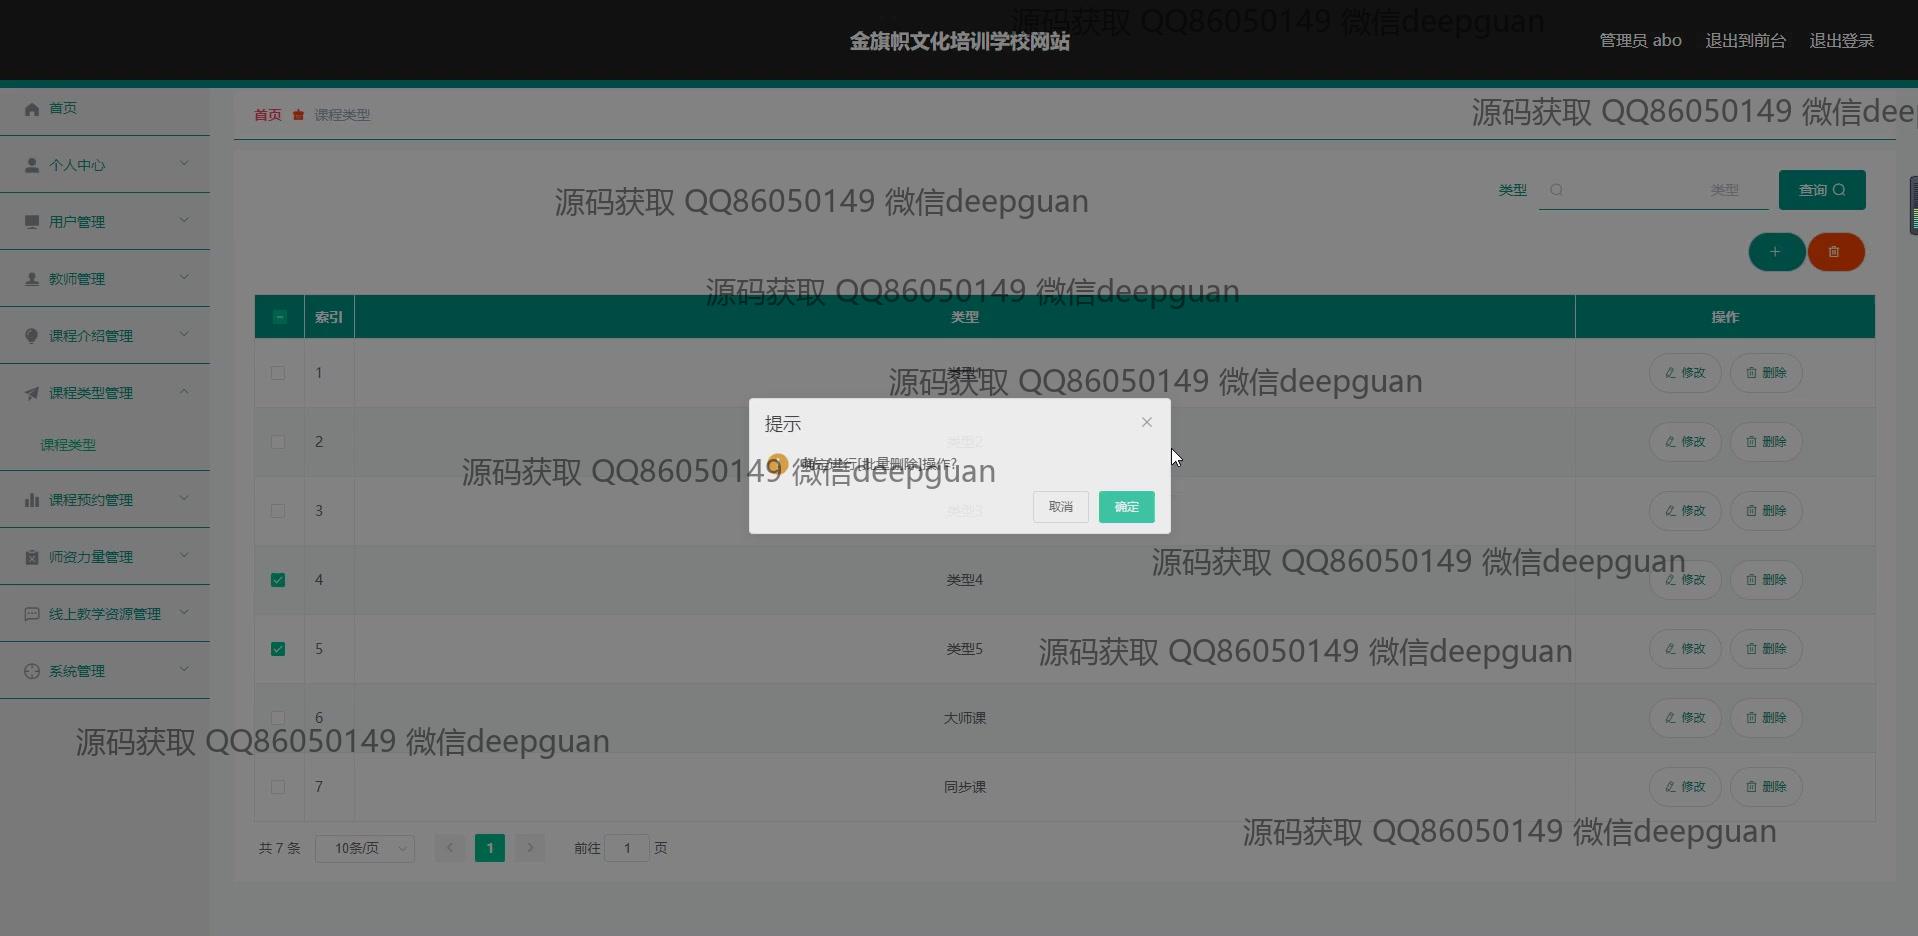 源码获取 QQ86050149 微信deepguan
金旗帜文化培训学校网站
管理员 abo 退出到前台 退出登录
首页
个人中心
用户管理
教师管理
课程介绍管理
课程类型管理
课程类型
课程预约管理
师资力量管理
线上教学资源管理
系统管理
首页 课程类型
源码获取 QQ86050149 微信dee
源码获取 QQ86050149 微信deepguan
类型 类型 查询
源码获取 QQ86050149 微信deepguan
索引 类型 操作
1 类型1 修改 删除
源码获取 QQ86050149 微信deepguan
2 类型2 修改 删除
提示
确定进行[批量删除]操作?
源码获取 QQ86050149 微信deepguan
取消 确定
3 类型3 修改 删除
源码获取 QQ86050149 微信deepguan
4 类型4 修改 删除
5 类型5 修改 删除
源码获取 QQ86050149 微信deepguan
6 大师课 修改 删除
源码获取 QQ86050149 微信deepguan
7 同步课 修改 删除
源码获取 QQ86050149 微信deepguan
共 7 条 10条/页 1 前往 1 页